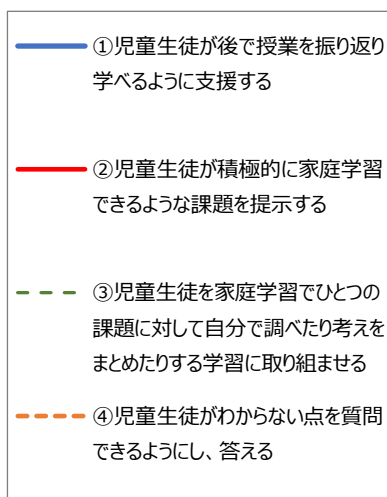 ①児童生徒が後で授業を振り返り
学べるように支援する
②児童生徒が積極的に家庭学習
できるような課題を提示する
③児童生徒を家庭学習でひとつの
課題に対して自分で調べたり考えを
まとめたりする学習に取り組ませる
④児童生徒がわからない点を質問
できるようにし、答える